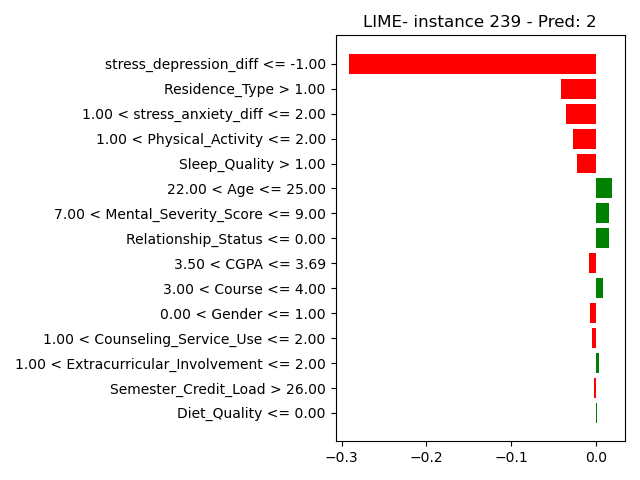 LIME- instance 239 - Pred: 2
stress_depression_diff <= -1.00
Residence_Type > 1.00
1.00 < stress_anxiety_diff <= 2.00
1.00 < Physical_Activity <= 2.00
Sleep_Quality > 1.00
22.00 < Age <= 25.00
7.00 < Mental_Severity_Score <= 9.00
Relationship_Status <= 0.00
3.50 < CGPA <= 3.69
3.00 < Course <= 4.00
0.00 < Gender <= 1.00
1.00 < Counseling_Service_Use <= 2.00
1.00 < Extracurricular_Involvement <= 2.00
Semester_Credit_Load > 26.00
Diet_Quality <= 0.00
−0.3 −0.2 −0.1 0.0